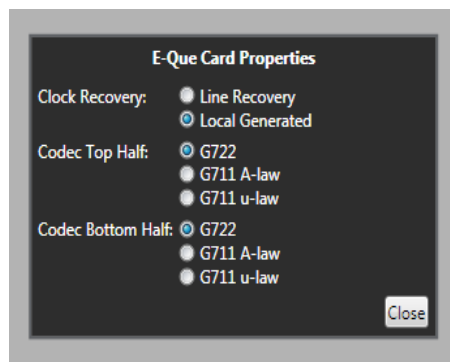 E-Que Card Properties
Clock Recovery: Line Recovery
Local Generated
Codec Top Half: G722
G711 A-law
G711 u-law
Codec Bottom Half: G722
G711 A-law
G711 u-law
Close